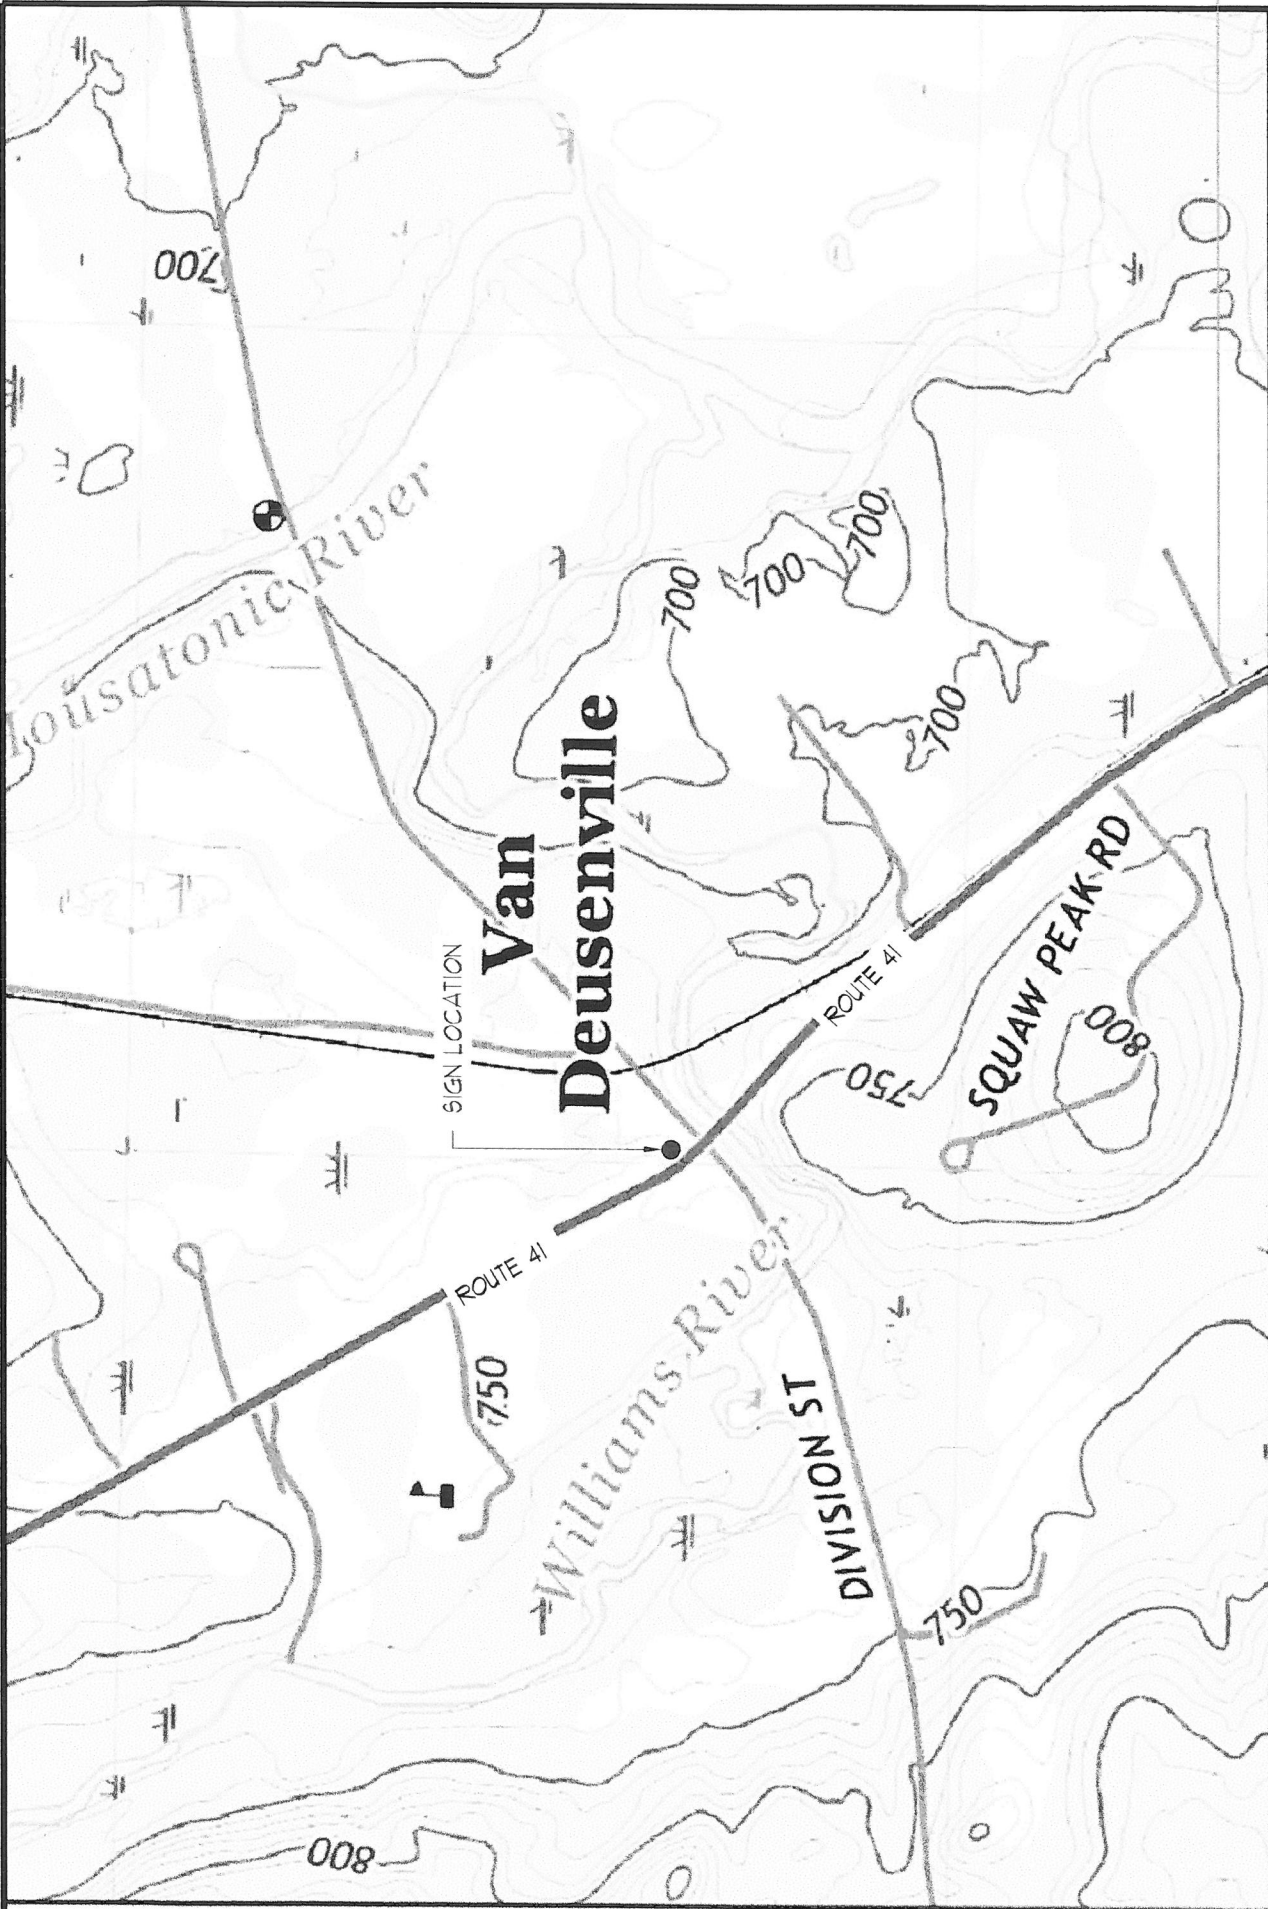 700
Housatonic River
700
700
700
700
Van
Deusenville
SIGN LOCATION
ROUTE 41
SQUAW PEAK RD
800
750
ROUTE 41
750
Williams River
DIVISION ST
750
800